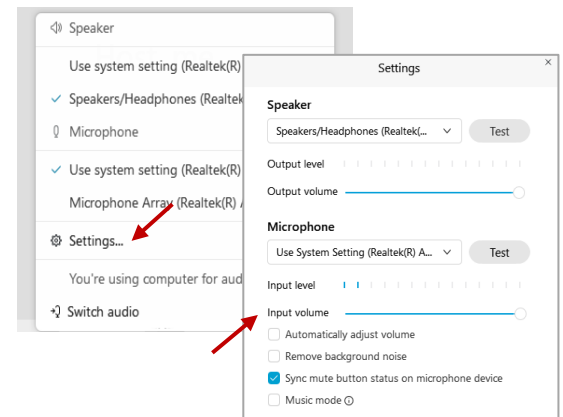 Speaker
Use system setting (Realtek(R)
Speakers/Headphones (Realtek
Microphone
Use system setting (Realtek(R)
Microphone Array (Realtek(R) A
Settings...
You're using computer for aud
Switch audio
Settings
Speaker
Speakers/Headphones (Realtek(...
Test
Output level
Output volume
Microphone
Use System Setting (Realtek(R) A...
Test
Input level
Input volume
Automatically adjust volume
Remove background noise
Sync mute button status on microphone device
Music mode